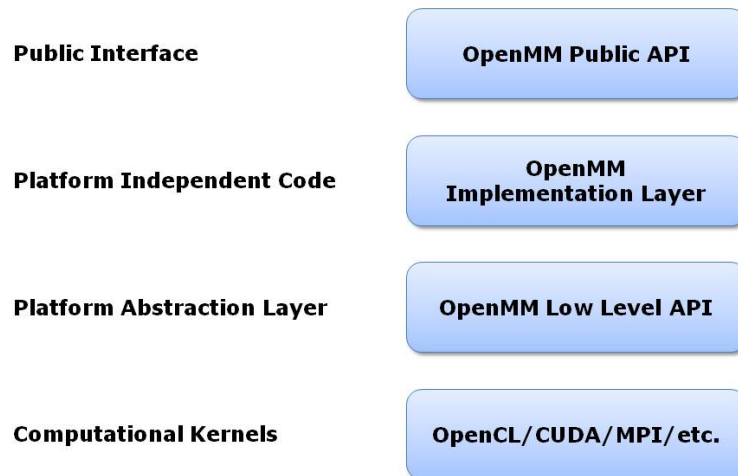 Public Interface
OpenMM Public API
Platform Independent Code
OpenMM
Implementation Layer
Platform Abstraction Layer
OpenMM Low Level API
Computational Kernels
OpenCL/CUDA/MPI/etc.